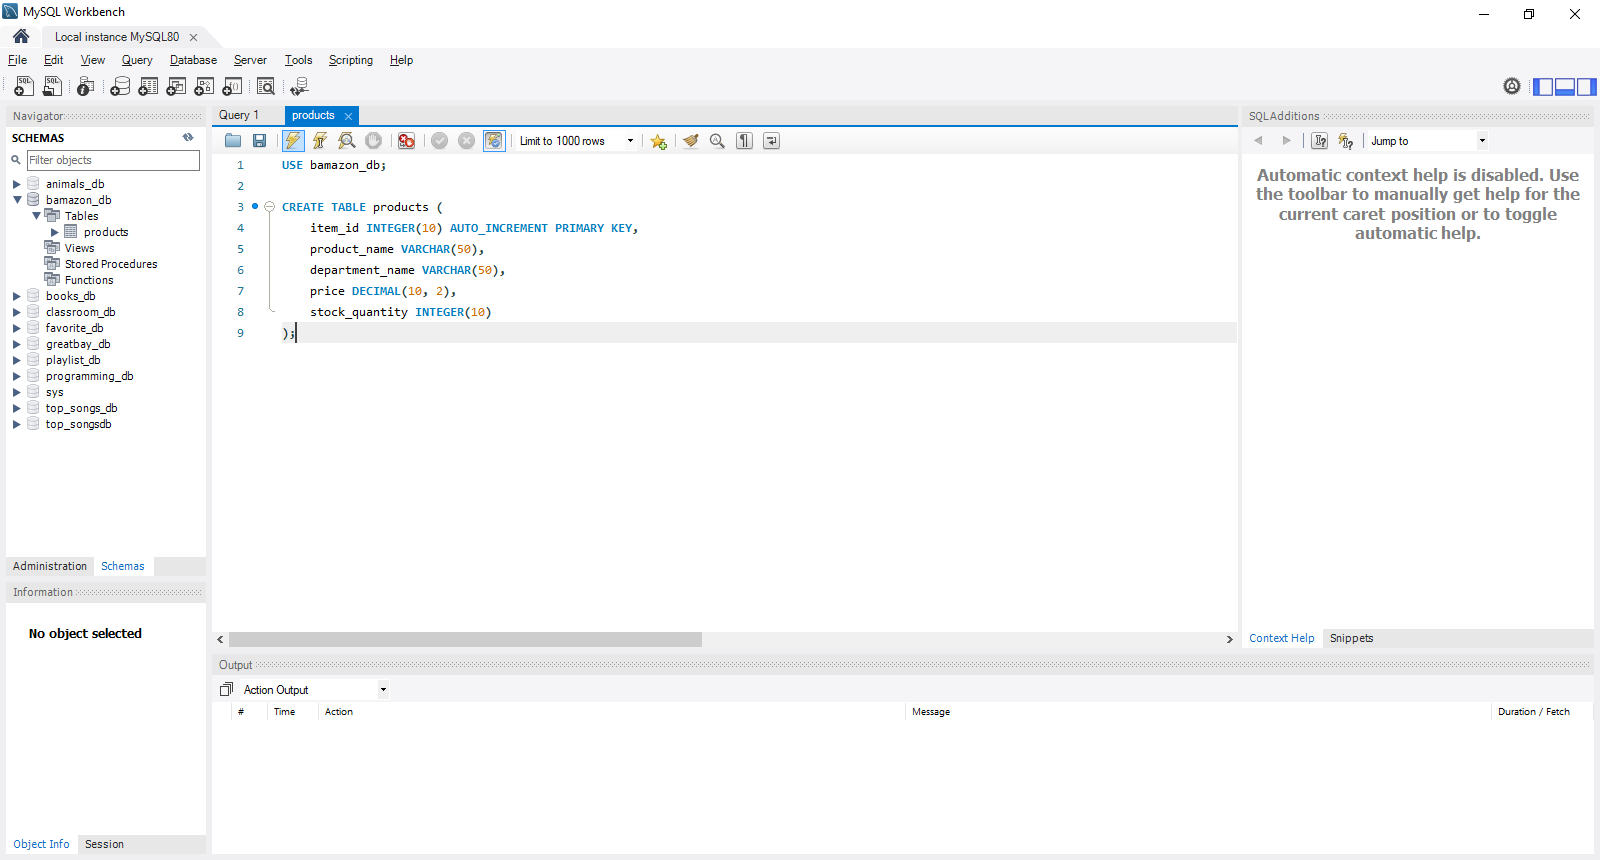 MySQL Workbench
Local instance MySQL80
File Edit View Query Database Server Tools Scripting Help
Navigator
SCHEMAS
Filter objects
animals_db
bamazon_db
Tables
products
Views
Stored Procedures
Functions
books_db
classroom_db
favorite_db
greatbay_db
playlist_db
programming_db
sys
top_songs_db
top_songsdb
Administration Schemas
Information
No object selected
Object Info Session
Query 1 products
Limit to 1000 rows
1 USE bamazon_db;
2
3 CREATE TABLE products (
4 item_id INTEGER(10) AUTO_INCREMENT PRIMARY KEY,
5 product_name VARCHAR(50),
6 department_name VARCHAR(50),
7 price DECIMAL(10, 2),
8 stock_quantity INTEGER(10)
9 );
SQLAdditions
Jump to
Automatic context help is disabled. Use
the toolbar to manually get help for the
current caret position or to toggle
automatic help.
Context Help Snippets
Output
Action Output
# Time Action Message Duration / Fetch